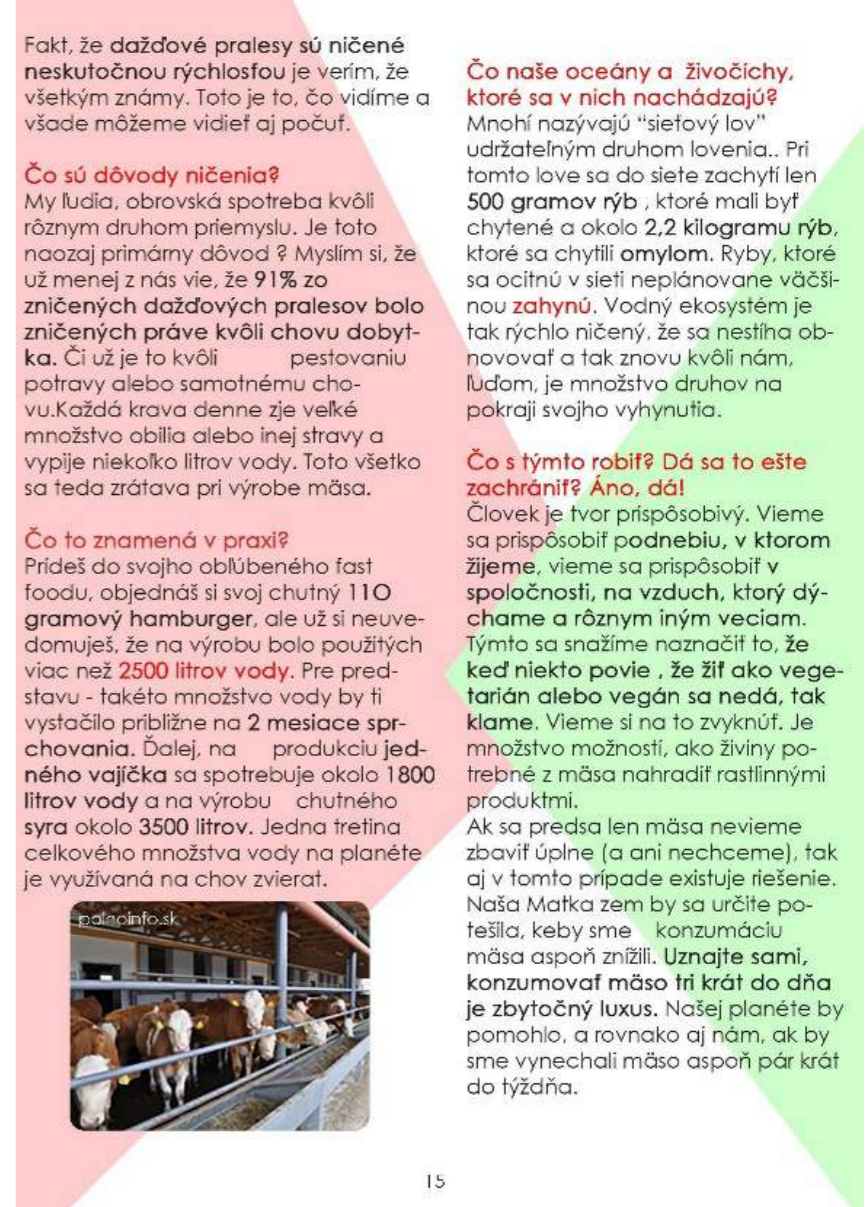 Fakt, že dažďové pralesy sú ničené
neskutočnou rýchlosťou je verím, že
všetkým známy. Toto je to, čo vidíme a
všade môžeme vidieť aj počuť.
Čo sú dôvody ničenia?
My ľudia, obrovská spotreba kvôli
rôznym druhom priemyslu. Je toto
naozaj primárny dôvod ? Myslím si, že
už menej z nás vie, že 91% zo
zničených dažďových pralesov bolo
zničených práve kvôli chovu dobyt-
ka. Či už je to kvôli pestovaniu
potravy alebo samotnému cho-
vu.Každá krava denne zje veľké
množstvo obilia alebo inej stravy a
vypije niekoľko litrov vody. Toto všetko
sa teda zrátava pri výrobe mäsa.
Čo to znamená v praxi?
Prídeš do svojho obľúbeného fast
foodu, objednáš si svoj chutný 110
gramový hamburger, ale už si neuve-
domuješ, že na výrobu bolo použitých
viac než 2500 litrov vody. Pre pred-
stavu - takéto množstvo vody by ti
vystačilo približne na 2 mesiace spr-
chovania. Ďalej, na produkciu jed-
ného vajíčka sa spotrebuje okolo 1800
litrov vody a na výrobu chutného
syra okolo 3500 litrov. Jedna tretina
celkového množstva vody na planéte
je využívaná na chov zvierat.
polnoinfo.sk
Čo naše oceány a živočíchy,
ktoré sa v nich nachádzajú?
Mnohí nazývajú “sieťový lov”
udržateľným druhom lovenia.. Pri
tomto love sa do siete zachytí len
500 gramov rýb , ktoré mali byť
chytené a okolo 2,2 kilogramu rýb,
ktoré sa chytili omylom. Ryby, ktoré
sa ocitnú v sieti neplánovane väčši-
nou zahynú. Vodný ekosystém je
tak rýchlo ničený, že sa nestíha ob-
novovať a tak znovu kvôli nám,
ľuďom, je množstvo druhov na
pokraji svojho vyhynutia.
Čo s týmto robiť? Dá sa to ešte
zachrániť? Áno, dá!
Človek je tvor prispôsobivý. Vieme
sa prispôsobiť podnebiu, v ktorom
žijeme, vieme sa prispôsobiť v
spoločnosti, na vzduch, ktorý dý-
chame a rôznym iným veciam.
Týmto sa snažíme naznačiť to, že
keď niekto povie , že žiť ako vege-
tarián alebo vegán sa nedá, tak
klame. Vieme si na to zvyknúť. Je
množstvo možností, ako živiny po-
trebné z mäsa nahradiť rastlinnými
produktmi.
Ak sa predsa len mäsa nevieme
zbaviť úplne (a ani nechceme), tak
aj v tomto prípade existuje riešenie.
Naša Matka zem by sa určite po-
tešila, keby sme konzumáciu
mäsa aspoň znížili. Uznajte sami,
konzumovať mäso tri krát do dňa
je zbytočný luxus. Našej planéte by
pomohlo, a rovnako aj nám, ak by
sme vynechali mäso aspoň pár krát
do týždňa.
15